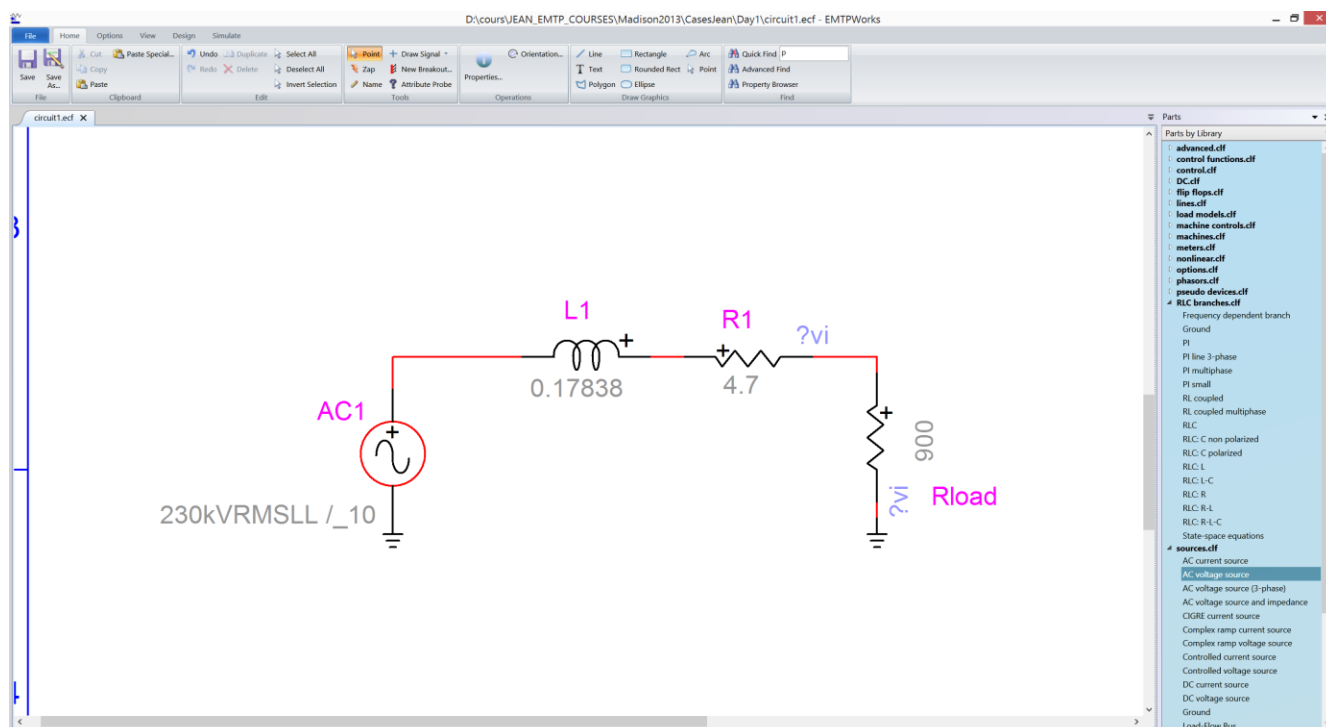 D:\cours\JEAN_EMTP_COURSES\Madison2013\CasesJean\Day1\circuit1.ecf - EMTPWorks
File Home Options View Design Simulate
Save Save As...
File
Cut Copy Paste Paste Special...
Clipboard
Undo Duplicate Select All
Redo Delete Deselect All
Invert Selection
Edit
Point Draw Signal
Zap New Breakout...
Name Attribute Probe
Tools
Properties... Orientation...
Operations
Line Rectangle Arc
Text Rounded Rect Point
Polygon Ellipse
Draw Graphics
Quick Find P
Advanced Find
Property Browser
Find
circuit1.ecf
3
4
L1
0.17838
R1
4.7
?vi
AC1
230kVRMSLL /_10
900
?vi
Rload
Parts
Parts by Library
advanced.clf
control functions.clf
control.clf
DC.clf
flip flops.clf
lines.clf
load models.clf
machine controls.clf
machines.clf
meters.clf
nonlinear.clf
options.clf
phasors.clf
pseudo devices.clf
RLC branches.clf
Frequency dependent branch
Ground
PI
PI line 3-phase
PI multiphase
PI small
RL coupled
RL coupled multiphase
RLC
RLC: C non polarized
RLC: C polarized
RLC: L
RLC: L-C
RLC: R
RLC: R-L
RLC: R-L-C
State-space equations
sources.clf
AC current source
AC voltage source
AC voltage source (3-phase)
AC voltage source and impedance
CIGRE current source
Complex ramp current source
Complex ramp voltage source
Controlled current source
Controlled voltage source
DC current source
DC voltage source
Ground
Load-Flow Bus